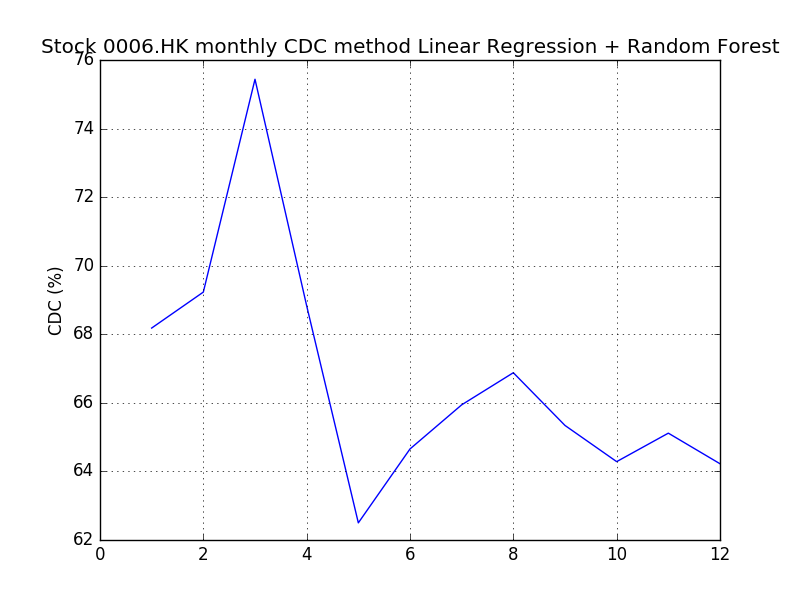 Stock 0006.HK monthly CDC method Linear Regression + Random Forest
76
74
72
70
68
66
64
62
CDC (%)
0 2 4 6 8 10 12